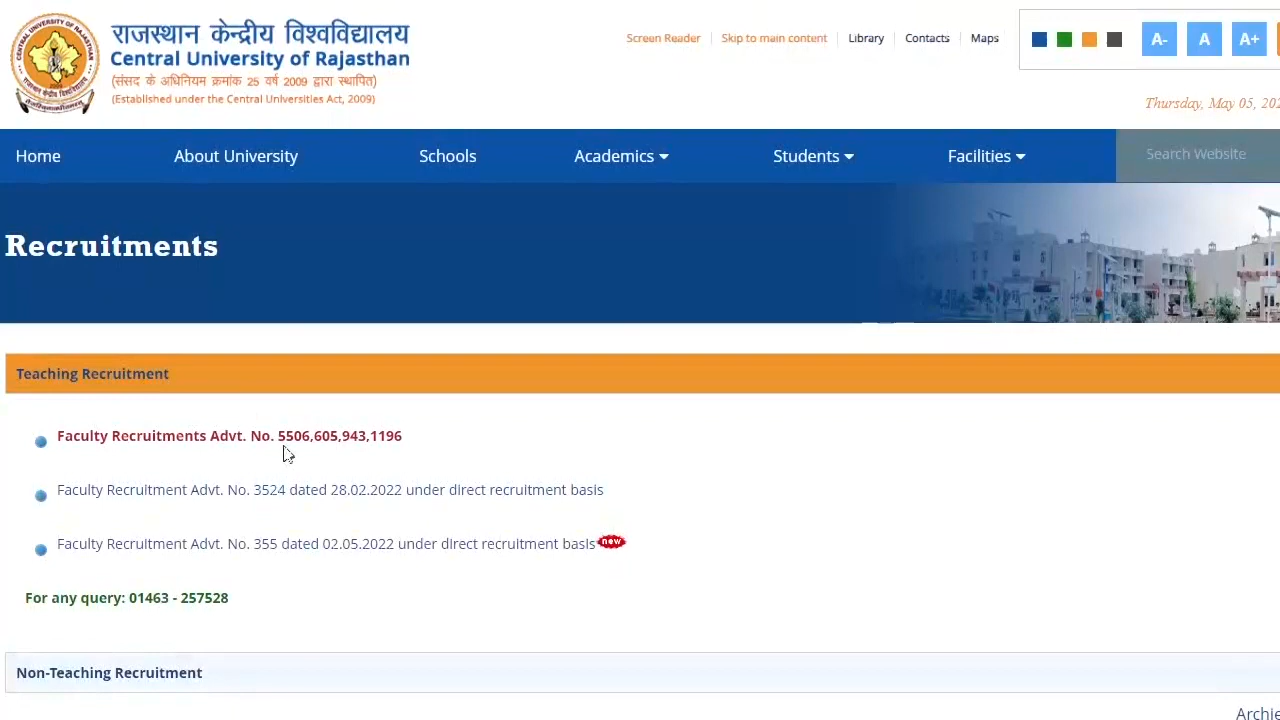 राजस्थान केन्द्रीय विश्वविद्यालय
Central University of Rajasthan
(संसद के अधिनियम क्रमांक 25 वर्ष 2009 द्वारा स्थापित)
(Established under the Central Universities Act, 2009)
Screen Reader
Skip to main content
Library
Contacts
Maps
A-
A
A+
Thursday, May 05,
Home
About University
Schools
Academics
Students
Facilities
Search Website
Recruitments
Teaching Recruitment
Faculty Recruitments Advt. No. 5506,605,943,1196
Faculty Recruitment Advt. No. 3524 dated 28.02.2022 under direct recruitment basis
Faculty Recruitment Advt. No. 355 dated 02.05.2022 under direct recruitment basis new
For any query: 01463 - 257528
Non-Teaching Recruitment